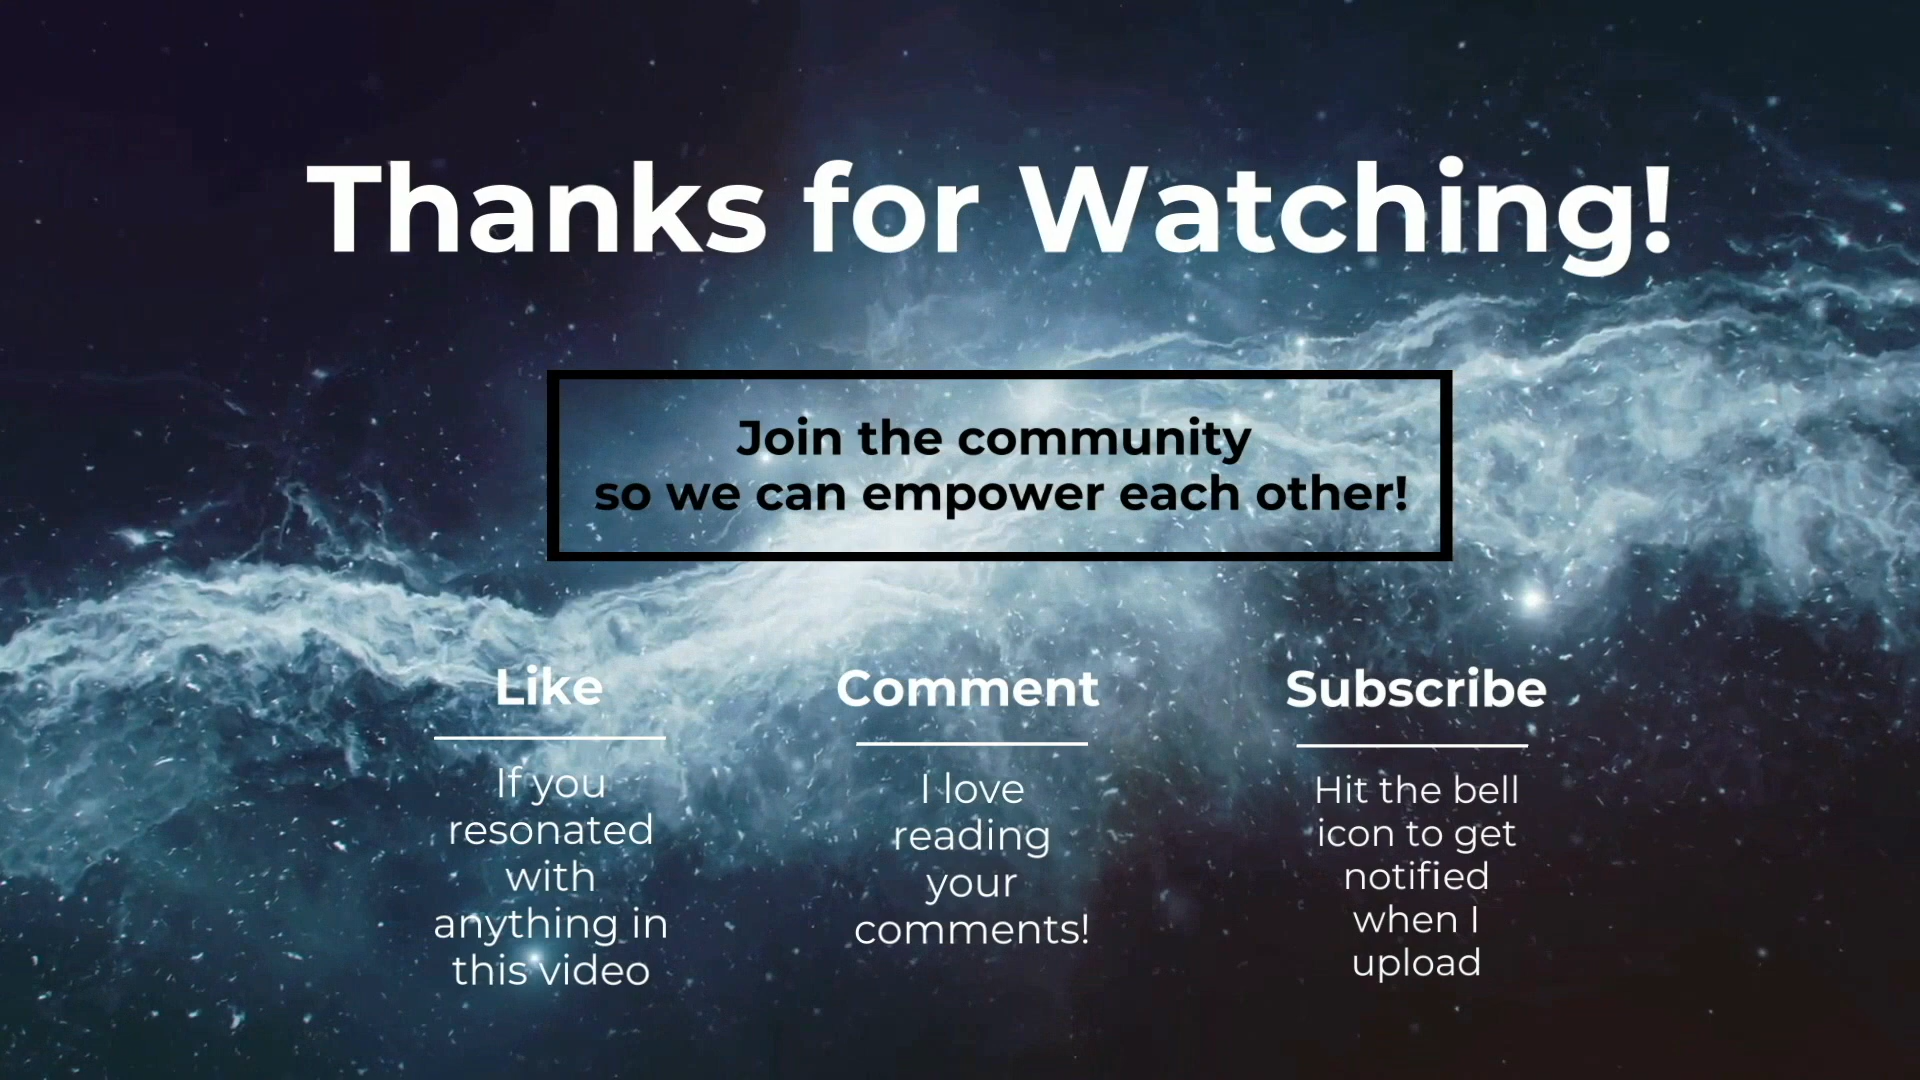 Thanks for Watching!
Join the community
so we can empower each other!
Like
If you
resonated
with
anything in
this video
Comment
I love
reading
your
comments!
Subscribe
Hit the bell
icon to get
notified
when I
upload